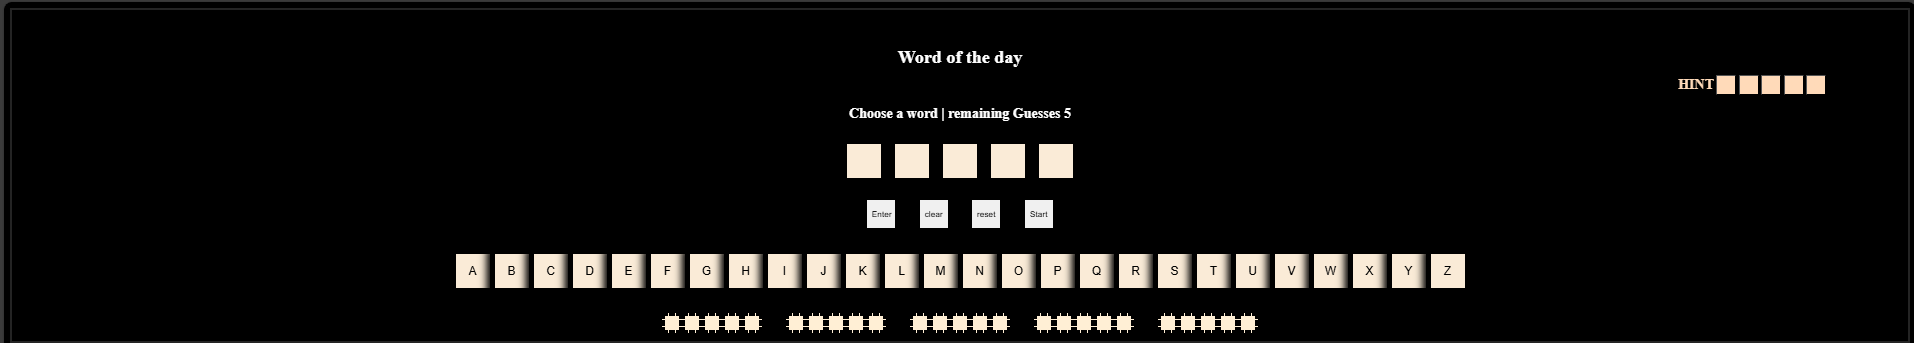 Word of the day
HINT
Choose a word | remaining Guesses 5
Enter clear reset Start
A B C D E F G H I J K L M N O P Q R S T U V W X Y Z